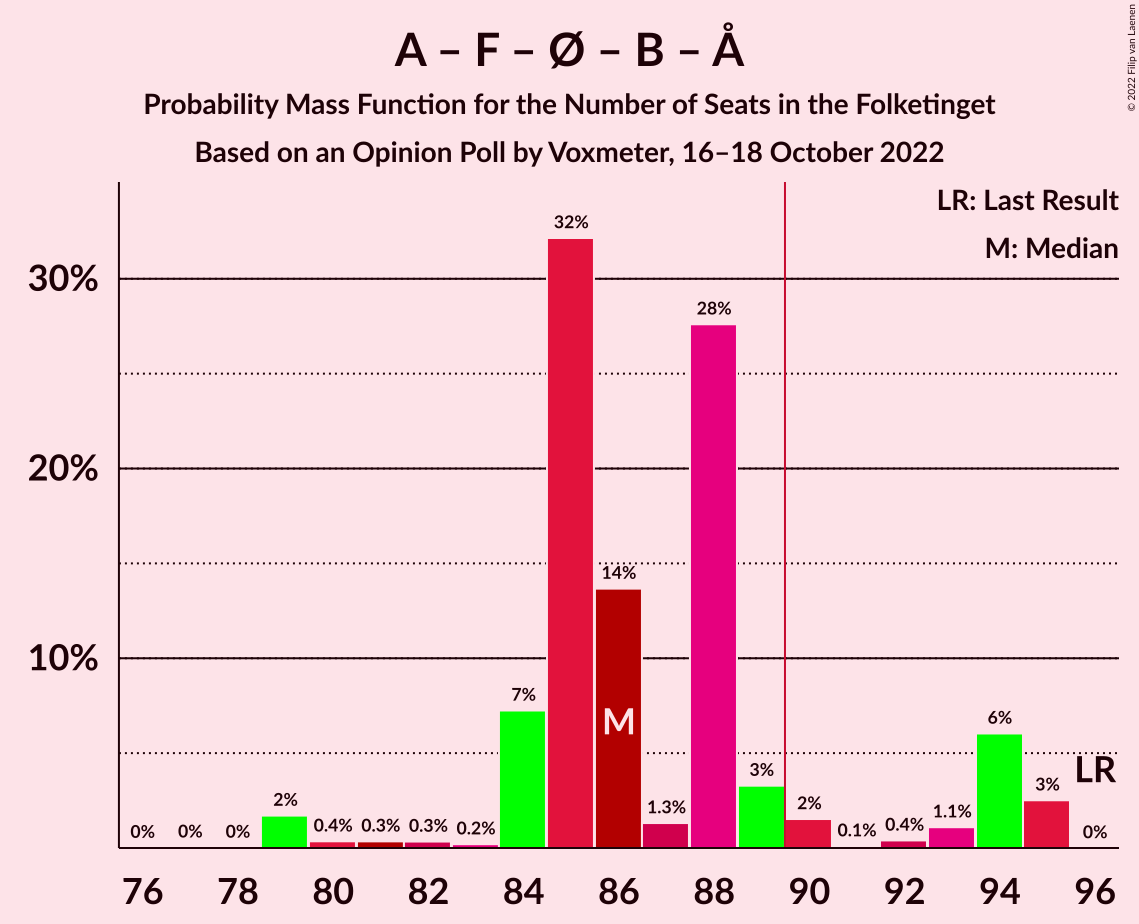 A – F – Ø – B – Å
Probability Mass Function for the Number of Seats in the Folketinget
Based on an Opinion Poll by Voxmeter, 16–18 October 2022
© 2022 Filip van Laenen
LR: Last Result
M: Median
30%
20%
10%
0%
0%
0%
2%
0.4%
0.3%
0.3%
0.2%
7%
32%
14%
1.3%
28%
3%
2%
0.1%
0.4%
1.1%
6%
3%
0%
M
LR
76 78 80 82 84 86 88 90 92 94 96